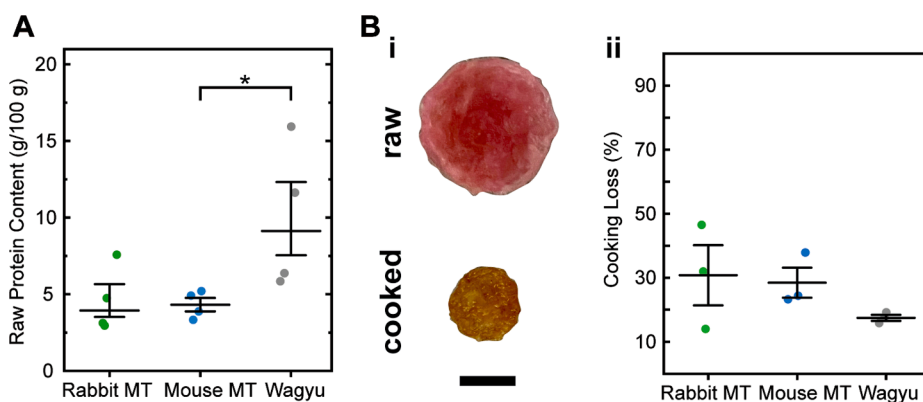 A
Raw Protein Content (g/100 g)
20
15
10
5
0
*
Rabbit MT Mouse MT Wagyu
B
i
raw
cooked
ii
Cooking Loss (%)
90
70
50
30
10
Rabbit MT Mouse MT Wagyu